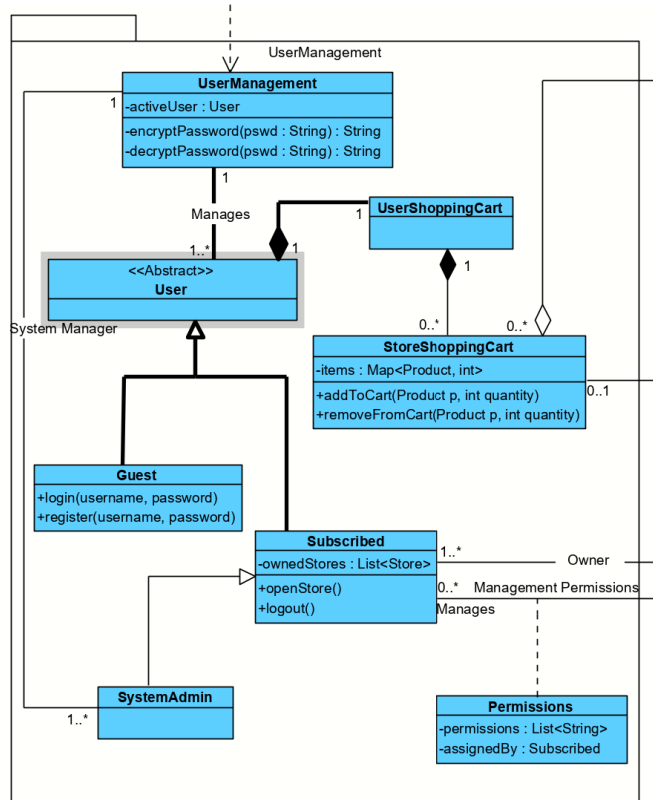 UserManagement
UserManagement
-activeUser : User
-encryptPassword(pswd : String) : String
-decryptPassword(pswd : String) : String
1
1
Manages
1..*
1
1
UserShoppingCart
1
<<Abstract>>
User
System Manager
0..*
0..*
StoreShoppingCart
-items : Map<Product, int>
+addToCart(Product p, int quantity)
+removeFromCart(Product p, int quantity)
0..1
Guest
+login(username, password)
+register(username, password)
Subscribed
-ownedStores : List<Store>
+openStore()
+logout()
1..*
Owner
0..*
Management Permissions
Manages
SystemAdmin
1..*
Permissions
-permissions : List<String>
-assignedBy : Subscribed